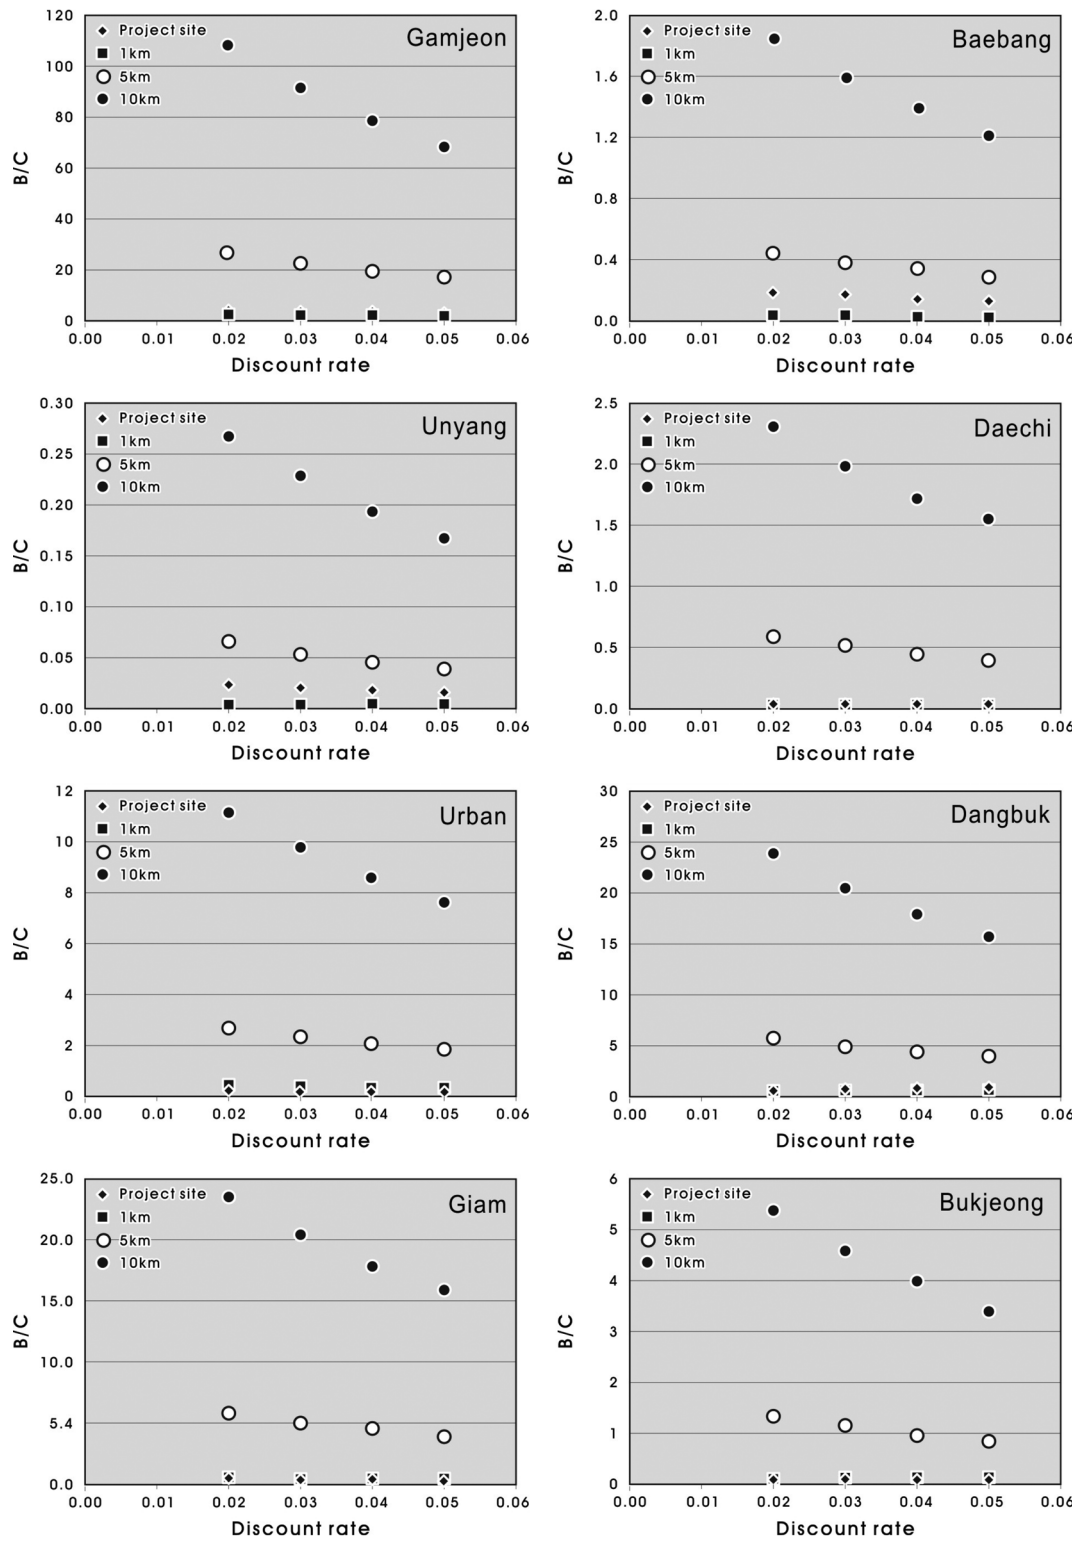 Gamjeon
Project site
1km
5km
10km
120
100
80
60
40
20
0
B/C
0.00 0.01 0.02 0.03 0.04 0.05 0.06
Discount rate
Baebang
Project site
1km
5km
10km
2.0
1.6
1.2
0.8
0.4
0.0
B/C
0.00 0.01 0.02 0.03 0.04 0.05 0.06
Discount rate
Unyang
Project site
1km
5km
10km
0.30
0.25
0.20
0.15
0.10
0.05
0.00
B/C
0.00 0.01 0.02 0.03 0.04 0.05 0.06
Discount rate
Daechi
Project site
1km
5km
10km
2.5
2.0
1.5
1.0
0.5
0.0
B/C
0.00 0.01 0.02 0.03 0.04 0.05 0.06
Discount rate
Urban
Project site
1km
5km
10km
12
10
8
6
4
2
0
B/C
0.00 0.01 0.02 0.03 0.04 0.05 0.06
Discount rate
Dangbuk
Project site
1km
5km
10km
30
25
20
15
10
5
0
B/C
0.00 0.01 0.02 0.03 0.04 0.05 0.06
Discount rate
Giam
Project site
1km
5km
10km
25.0
20.0
15.0
10.0
5.4
0.0
B/C
0.00 0.01 0.02 0.03 0.04 0.05 0.06
Discount rate
Bukjeong
Project site
1km
5km
10km
6
5
4
3
2
1
0
B/C
0.00 0.01 0.02 0.03 0.04 0.05 0.06
Discount rate